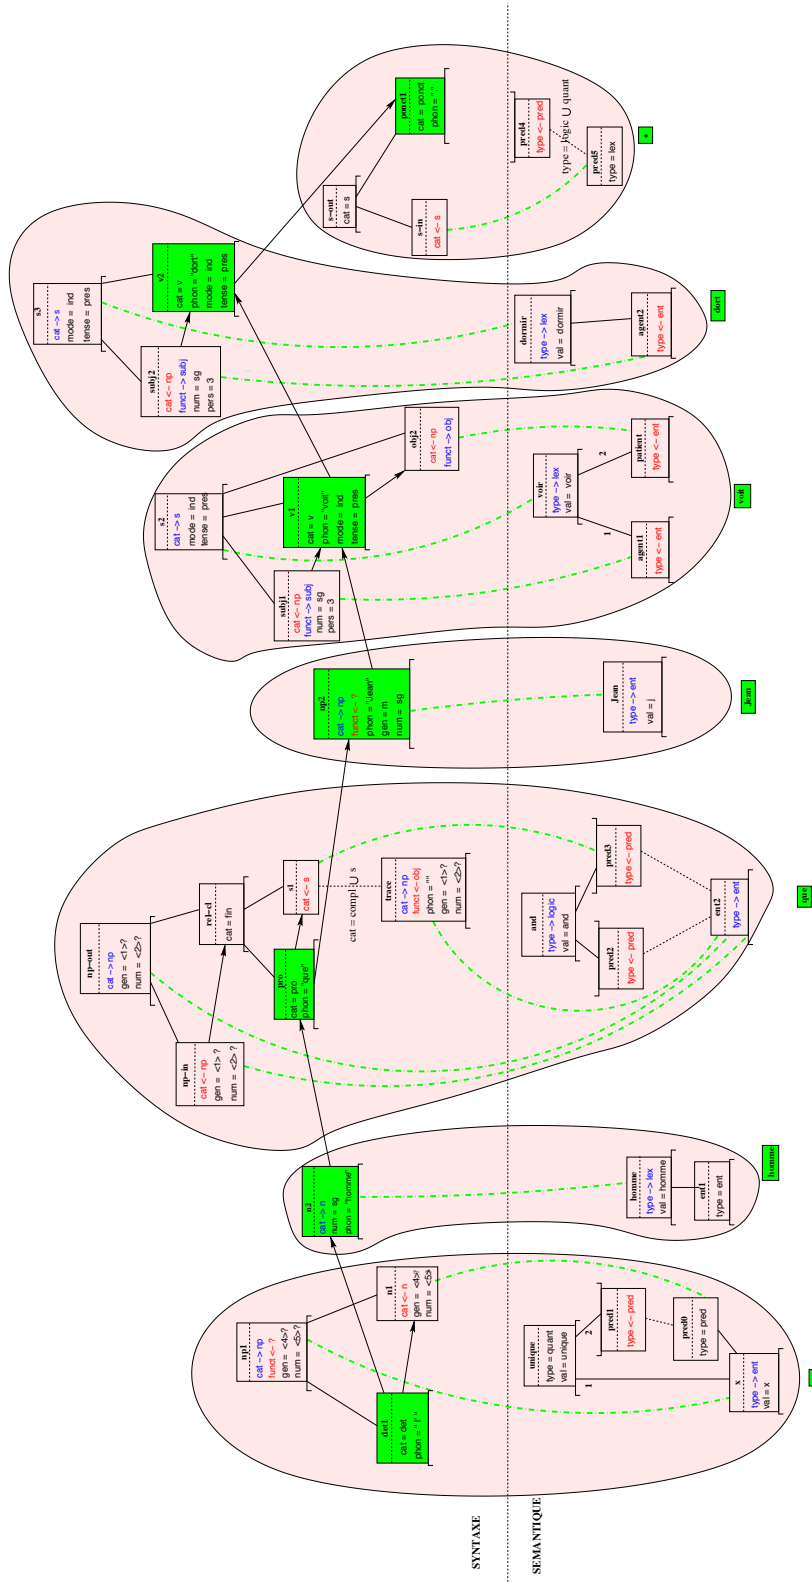 SYNTAXE
SEMANTIQUE
np1
cat -> np
funct <- ?
gen = <4>?
num = <5>?
det1
cat = det
phon = " l' "
n1
cat <- n
gen = <4>?
num = <5>?
unique
type = quant
val = unique
1
2
pred1
type <- pred
pred0
type = pred
x
type -> ent
val = x
n2
cat -> n
num = sg
phon = "homme"
homme
type -> lex
val = homme
ent1
type = ent
homme
np-out
cat -> np
gen = <1>?
num = <2>?
np-in
cat <- np
gen = <1> ?
num = <2> ?
rel-cl
cat = fin
pro
cat = pro
phon = "que"
s1
cat <- s
cat = compl ∪ s
trace
cat -> np
funct <- obj
phon = ""
gen = <1>?
num = <2>?
and
type -> logic
val = and
pred2
type <- pred
pred3
type <- pred
ent2
type -> ent
que
np2
cat -> np
funct <- ?
phon = "Jean"
gen = m
num = sg
Jean
type -> ent
val = j
Jean
s2
cat -> s
mode = ind
tense = pres
subj1
cat <- np
funct -> subj
num = sg
pers = 3
v1
cat = v
phon = "voit"
mode = ind
tense = pres
obj2
cat <- np
funct -> obj
voir
type -> lex
val = voir
1
2
agent1
type <- ent
patient
type <- ent
voit
s3
cat -> s
mode = ind
tense = pres
subj2
cat <- np
funct -> subj
num = sg
pers = 3
v2
cat = v
phon = "dort"
mode = ind
tense = pres
dormir
type -> lex
val = dormir
agent2
type <- ent
dort
s-out
cat = s
s-in
cat <- s
ponct1
cat = ponct
phon = "."
pred4
type <- pred
type = logic ∪ quant
pred5
type = lex
.